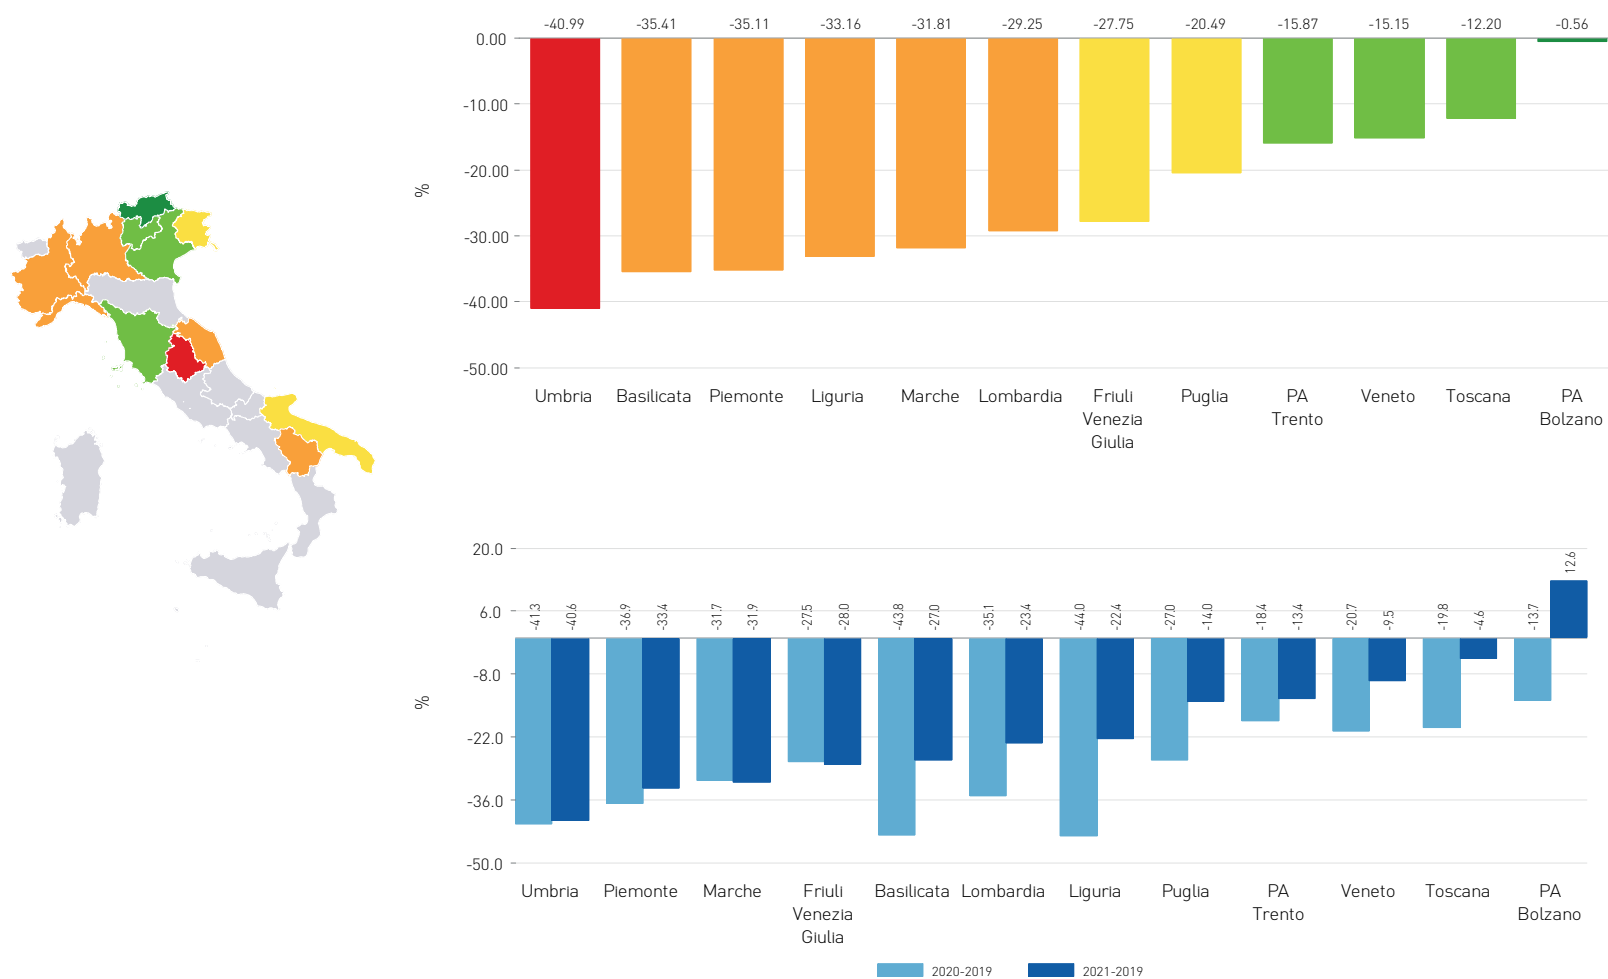 -40.99 -35.41 -35.11 -33.16 -31.81 -29.25 -27.75 -20.49 -15.87 -15.15 -12.20 -0.56
0.00
-10.00
-20.00
%
-30.00
-40.00
-50.00
Umbria Basilicata Piemonte Liguria Marche Lombardia Friuli Puglia PA Veneto Toscana PA
Venezia Trento Bolzano
Giulia
20.0
12.6
6.0
-41.3 -40.6 -36.9 -33.4 -31.7 -31.9 -27.5 -28.0 -43.8 -27.0 -35.1 -23.4 -44.0 -22.4 -27.0 -14.0 -18.4 -13.4 -20.7 -9.5 -19.8 -4.6 -13.7
-8.0
%
-22.0
-36.0
-50.0
Umbria Piemonte Marche Friuli Basilicata Lombardia Liguria Puglia PA Veneto Toscana PA
Venezia Trento Bolzano
Giulia
2020-2019 2021-2019